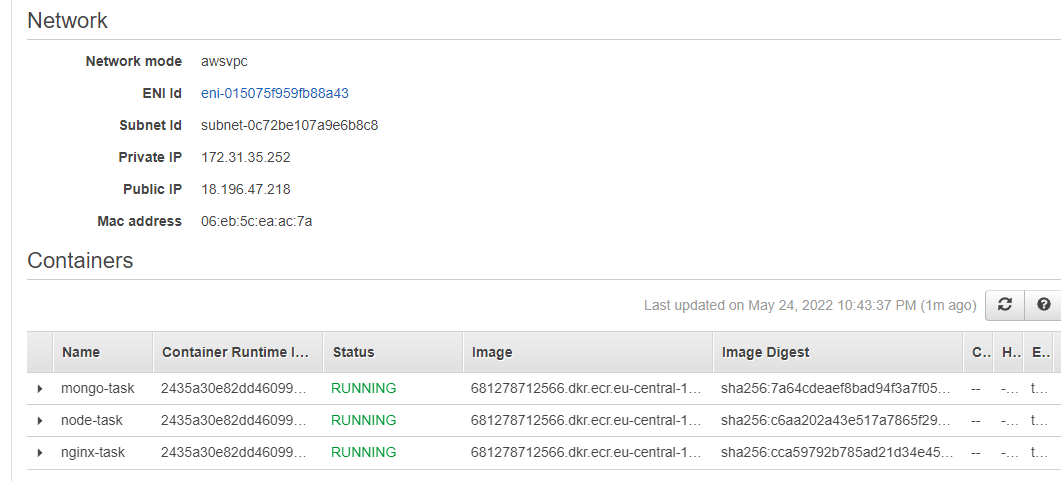 Network
Network mode awsvpc
ENI Id eni-015075f959fb88a43
Subnet Id subnet-0c72be107a9e6b8c8
Private IP 172.31.35.252
Public IP 18.196.47.218
Mac address 06:eb:5c:ea:ac:7a
Containers
Last updated on May 24, 2022 10:43:37 PM (1m ago)
Name Container Runtime I... Status Image Image Digest C... H... E...
mongo-task 2435a30e82dd46099... RUNNING 681278712566.dkr.ecr.eu-central-1... sha256:7a64cdeaef8bad94f3a7f05... -- -... t...
node-task 2435a30e82dd46099... RUNNING 681278712566.dkr.ecr.eu-central-1... sha256:c6aa202a43e517a7865f29... -- -... t...
nginx-task 2435a30e82dd46099... RUNNING 681278712566.dkr.ecr.eu-central-1... sha256:cca59792b785ad21d34e45... -- -... t...